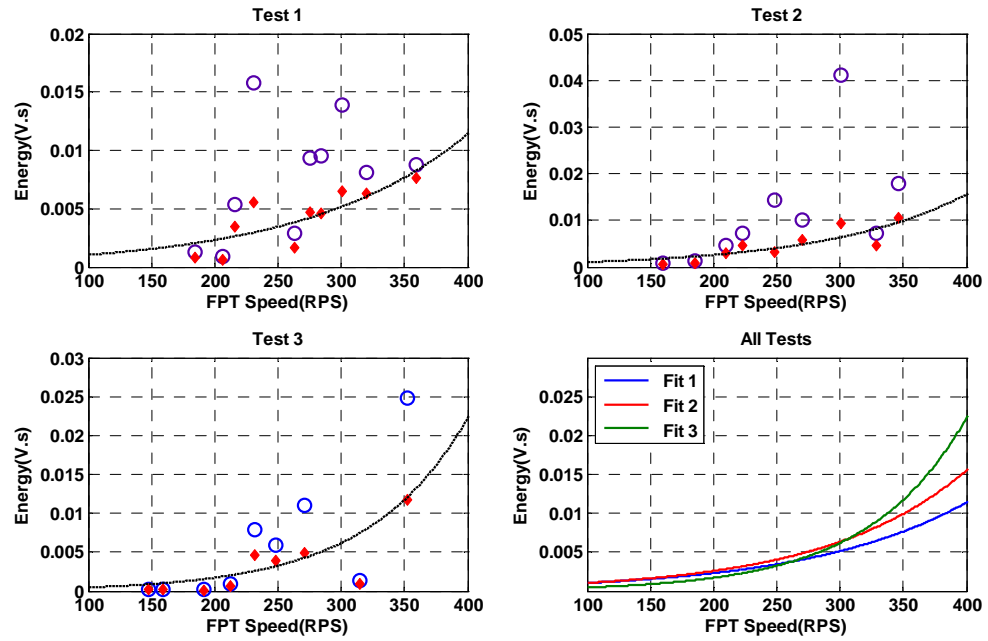 Test 1
0.02
0.015
0.01
0.005
0
Energy(V.s)
100 150 200 250 300 350 400
FPT Speed(RPS)
Test 2
0.05
0.04
0.03
0.02
0.01
0
Energy(V.s)
100 150 200 250 300 350 400
FPT Speed(RPS)
Test 3
0.03
0.025
0.02
0.015
0.01
0.005
0
Energy(V.s)
100 150 200 250 300 350 400
FPT Speed(RPS)
All Tests
Fit 1
Fit 2
Fit 3
0.025
0.02
0.015
0.01
0.005
0
Energy(V.s)
100 150 200 250 300 350 400
FPT Speed(RPS)